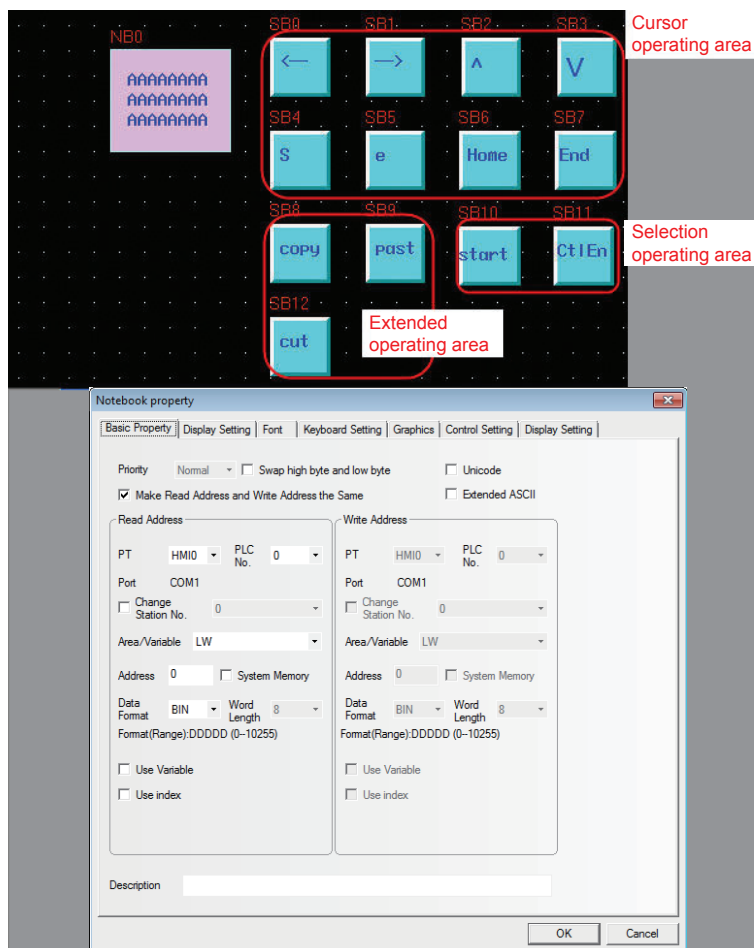 SB0 SB1 SB2 SB3 Cursor
operating area
NB0
<— —> ^ V
AAAAAAAA
AAAAAAAA
AAAAAAAA
SB4 SB5 SB6 SB7
S e Home End
SB8 SB9 SB10 SB11 Selection
operating area
copy past start CtlEn
SB12
Extended
operating area
cut
Notebook property
Basic Property Display Setting Font Keyboard Setting Graphics Control Setting Display Setting
Priority Normal Swap high byte and low byte Unicode
Make Read Address and Write Address the Same Extended ASCII
Read Address Write Address
PT HMI0 PLC No. 0 PT HMI0 PLC No. 0
Port COM1 Port COM1
Change Station No. 0 Change Station No. 0
Area/Variable LW Area/Variable LW
Address 0 System Memory Address 0 System Memory
Data Format BIN Word Length 8 Data Format BIN Word Length 8
Format(Range):DDDDD (0--10255) Format(Range):DDDDD (0--10255)
Use Variable Use Variable
Use index Use index
Description
OK Cancel